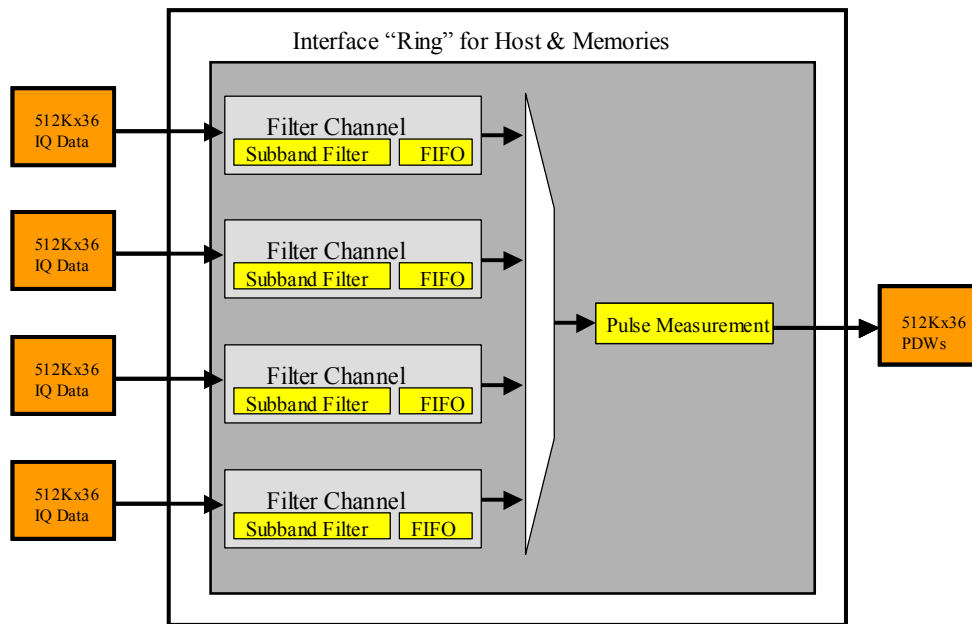 Interface “Ring” for Host & Memories
512Kx36
IQ Data
Filter Channel
Subband Filter
FIFO
512Kx36
IQ Data
Filter Channel
Subband Filter
FIFO
Pulse Measurement
512Kx36
PDWs
512Kx36
IQ Data
Filter Channel
Subband Filter
FIFO
512Kx36
IQ Data
Filter Channel
Subband Filter
FIFO